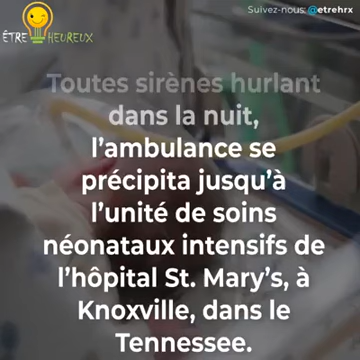 Suivez-nous: @etrehrx
ÊTRE HEUREUX
Toutes sirènes hurlant
dans la nuit,
l’ambulance se
précipita jusqu’à
l’unité de soins
néonataux intensifs de
l’hôpital St. Mary’s, à
Knoxville, dans le
Tennessee.